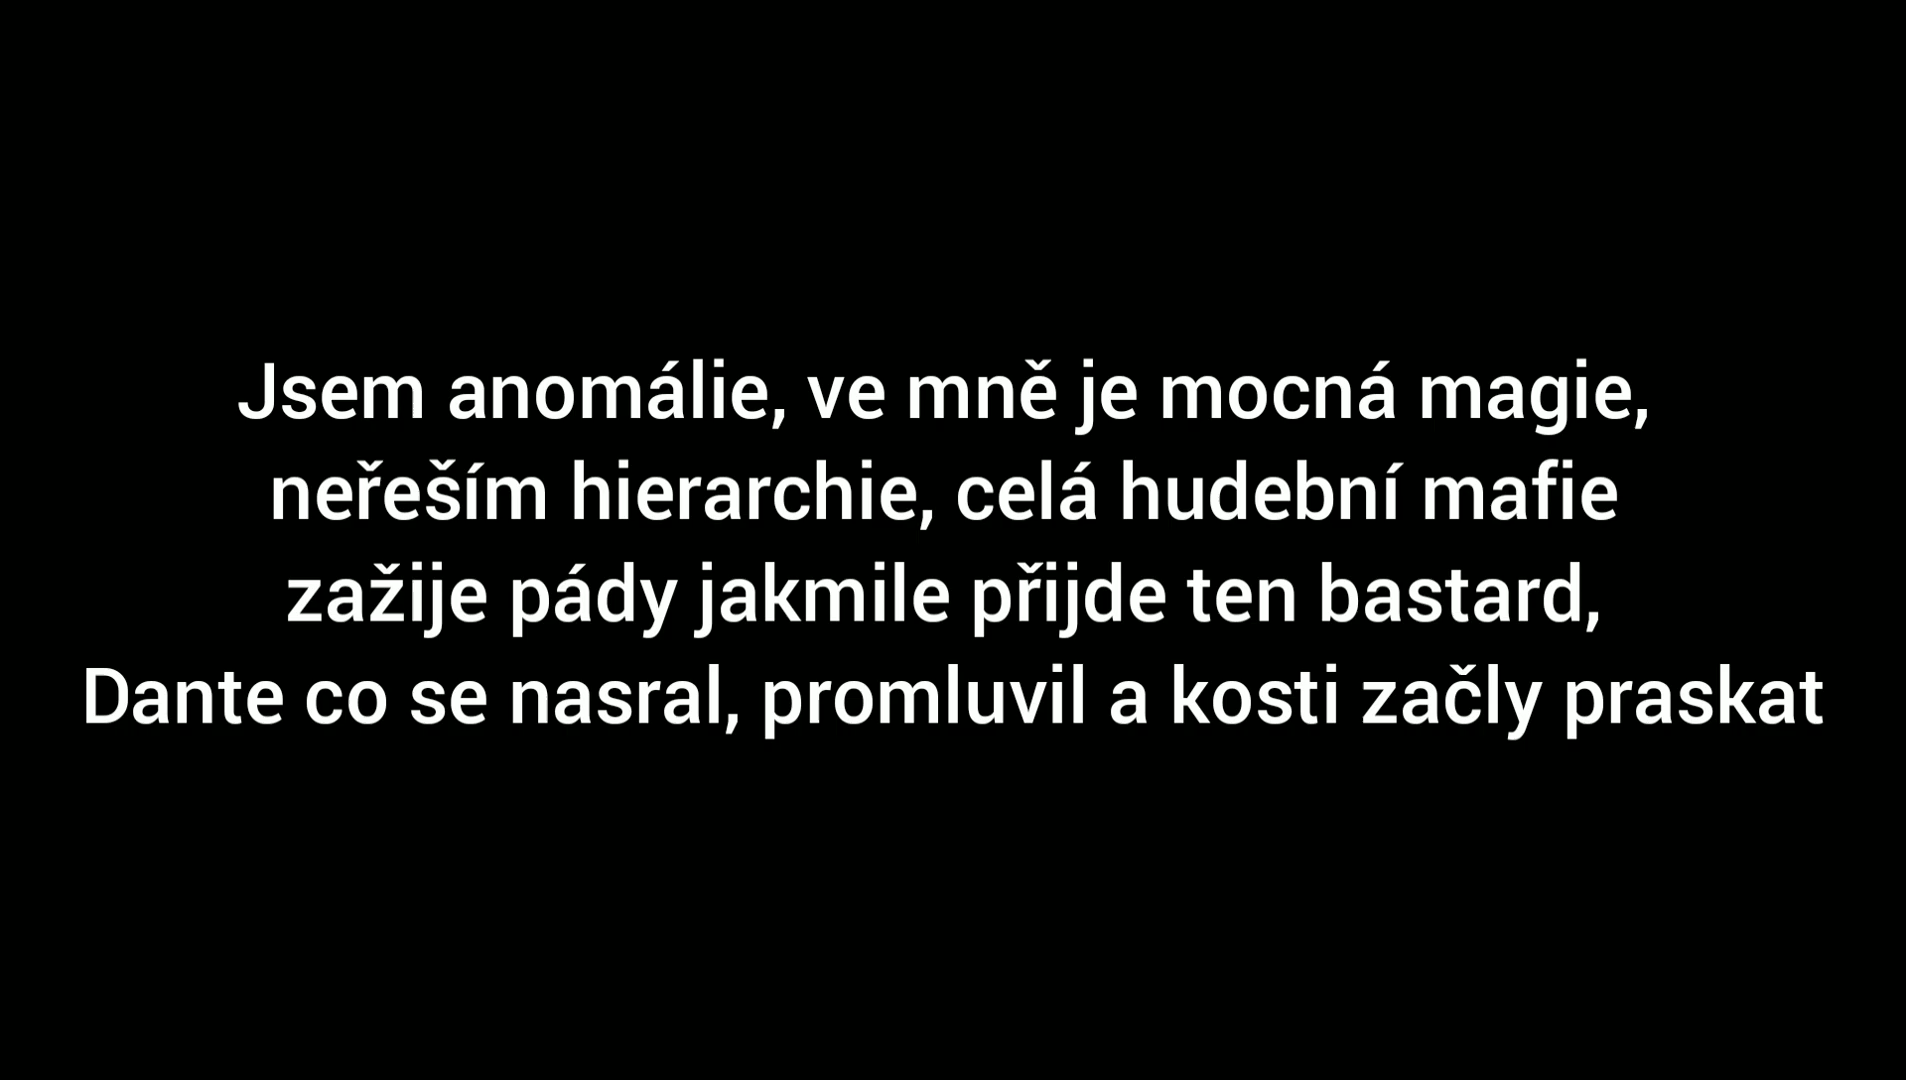 Jsem anomálie, ve mně je mocná magie,
neřeším hierarchie, celá hudební mafie
zažije pády jakmile přijde ten bastard,
Dante co se nasral, promluvil a kosti začly praskat